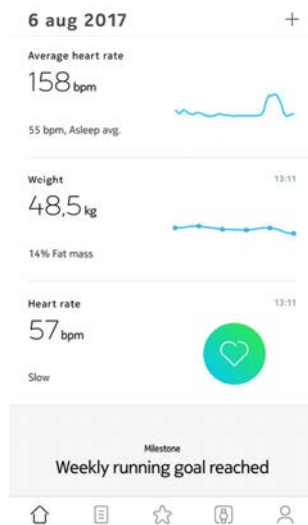 6 aug 2017
Average heart rate
158 bpm
55 bpm, Asleep avg.
Weight
13:11
48,5 kg
14% Fat mass
Heart rate
13:11
57 bpm
Slow
Milestone
Weekly running goal reached